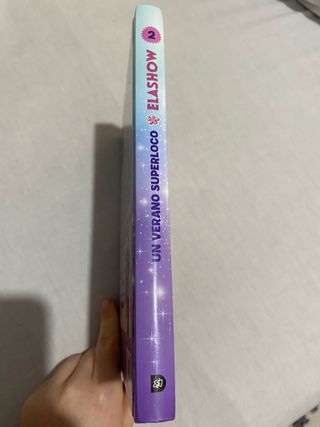 2
ELASHOW
UN VERANO SUPERLOCO